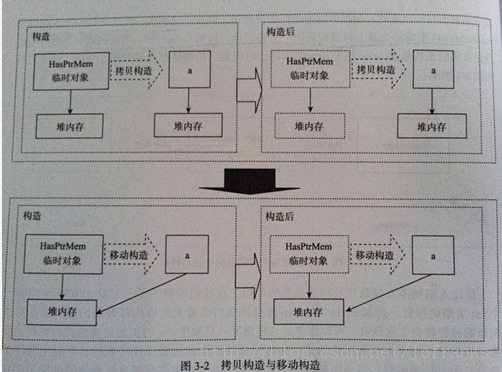 构造
HasPtrMem
临时对象
拷贝构造
a
堆内存
堆内存
构造后
HasPtrMem
临时对象
拷贝构造
a
堆内存
堆内存
构造
HasPtrMem
临时对象
移动构造
a
堆内存
构造后
HasPtrMem
临时对象
移动构造
a
堆内存
图 3-2 拷贝构造与移动构造